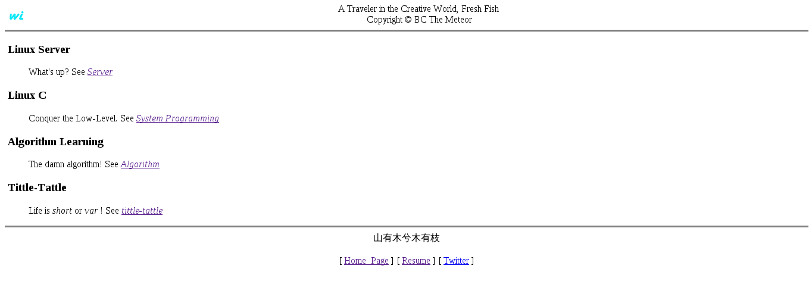 wi
A Traveler in the Creative World, Fresh Fish
Copyright © BC The Meteor
Linux Server
What's up? See Server
Linux C
Conquer the Low-Level. See System Programming
Algorithm Learning
The damn algorithm! See Algorithm
Tittle-Tattle
Life is short or var ! See tittle-tattle
山有木兮木有枝
[ Home_Page ] [ Resume ] [ Twitter ]